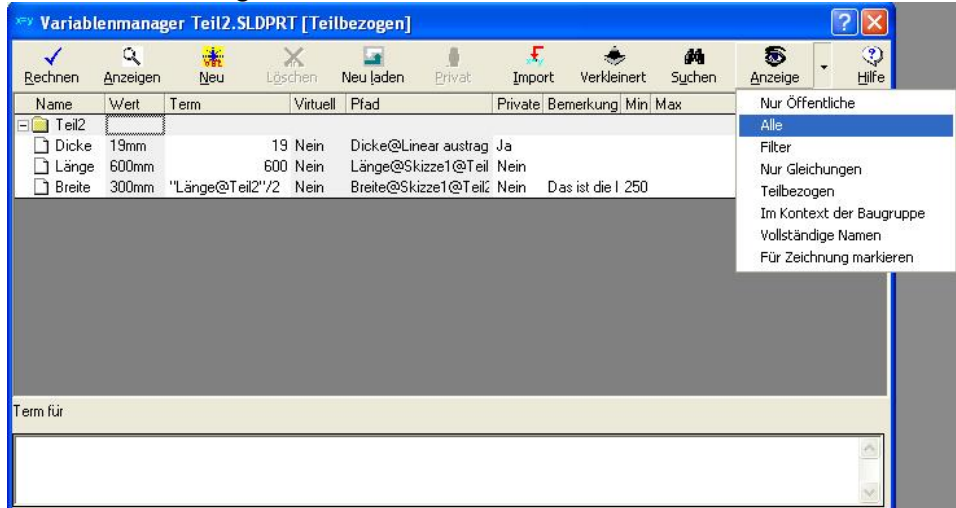 x=y Variablenmanager Teil2.SLDPRT [Teilbezogen]
Rechnen Anzeigen Neu Löschen Neu laden Privat Import Verkleinert Suchen Anzeige Hilfe
Name Wert Term Virtuell Pfad Private Bemerkung Min Max
Teil2
Dicke 19mm 19 Nein Dicke@Linear austrag Ja
Länge 600mm 600 Nein Länge@Skizze1@Teil Nein
Breite 300mm "Länge@Teil2"/2 Nein Breite@Skizze1@Teil2 Nein Das ist die 250
Nur Öffentliche
Alle
Filter
Nur Gleichungen
Teilbezogen
Im Kontext der Baugruppe
Vollständige Namen
Für Zeichnung markieren
Term für